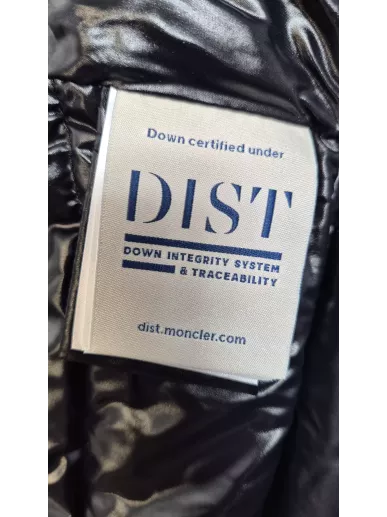 Down certified under
DIST
DOWN INTEGRITY SYSTEM
& TRACEABILITY
dist.moncler.com